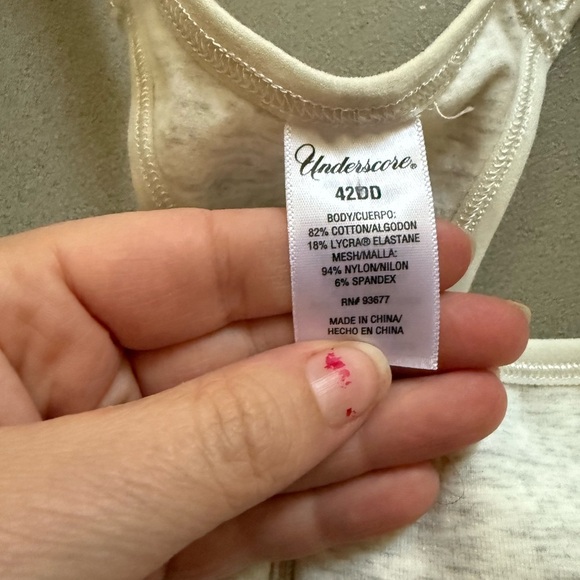 Underscore®
42DD
BODY/CUERPO:
82% COTTON/ALGODON
18% LYCRA® ELASTANE
MESH/MALLA:
94% NYLON/NILON
6% SPANDEX
RN# 93677
MADE IN CHINA/
HECHO EN CHINA